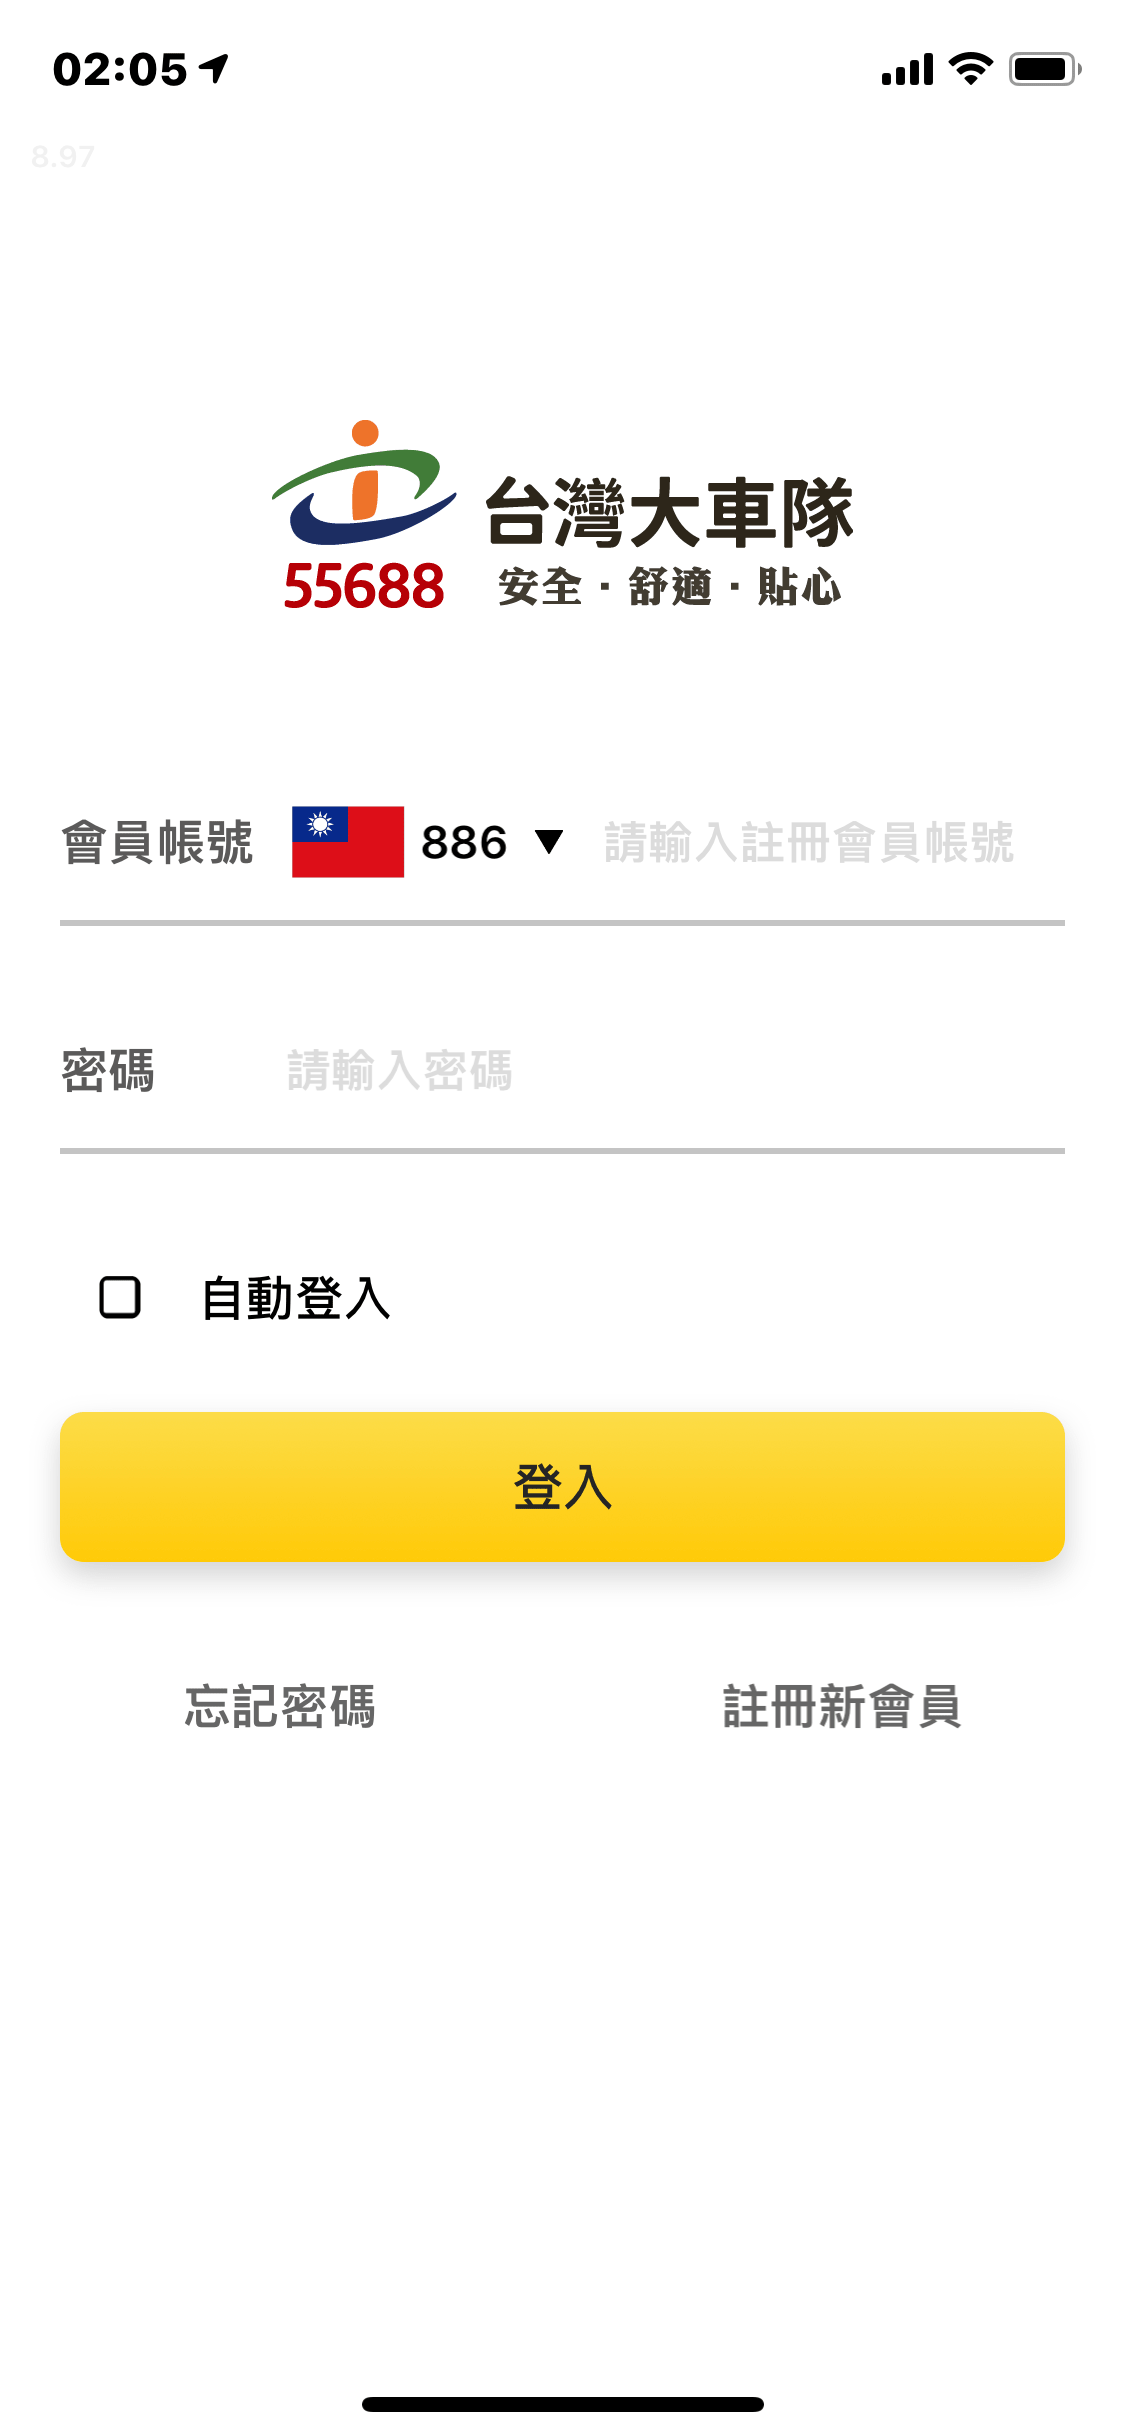 02:05
8.97
台灣大車隊
55688
安全·舒適·貼心
會員帳號 886 ▼ 請輸入註冊會員帳號
密碼 請輸入密碼
自動登入
登入
忘記密碼 註冊新會員